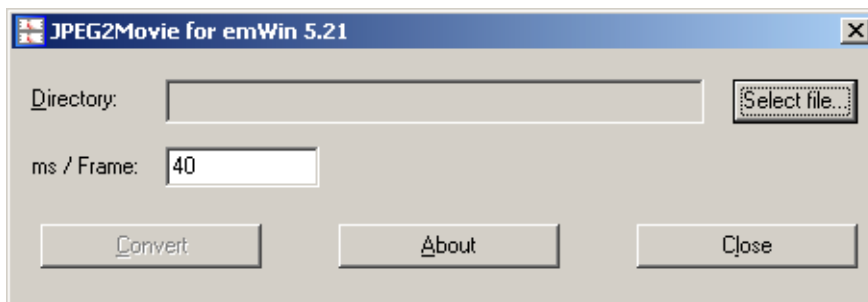 JPEG2Movie for emWin 5.21
Directory: Select file...
ms / Frame: 40
Convert About Close